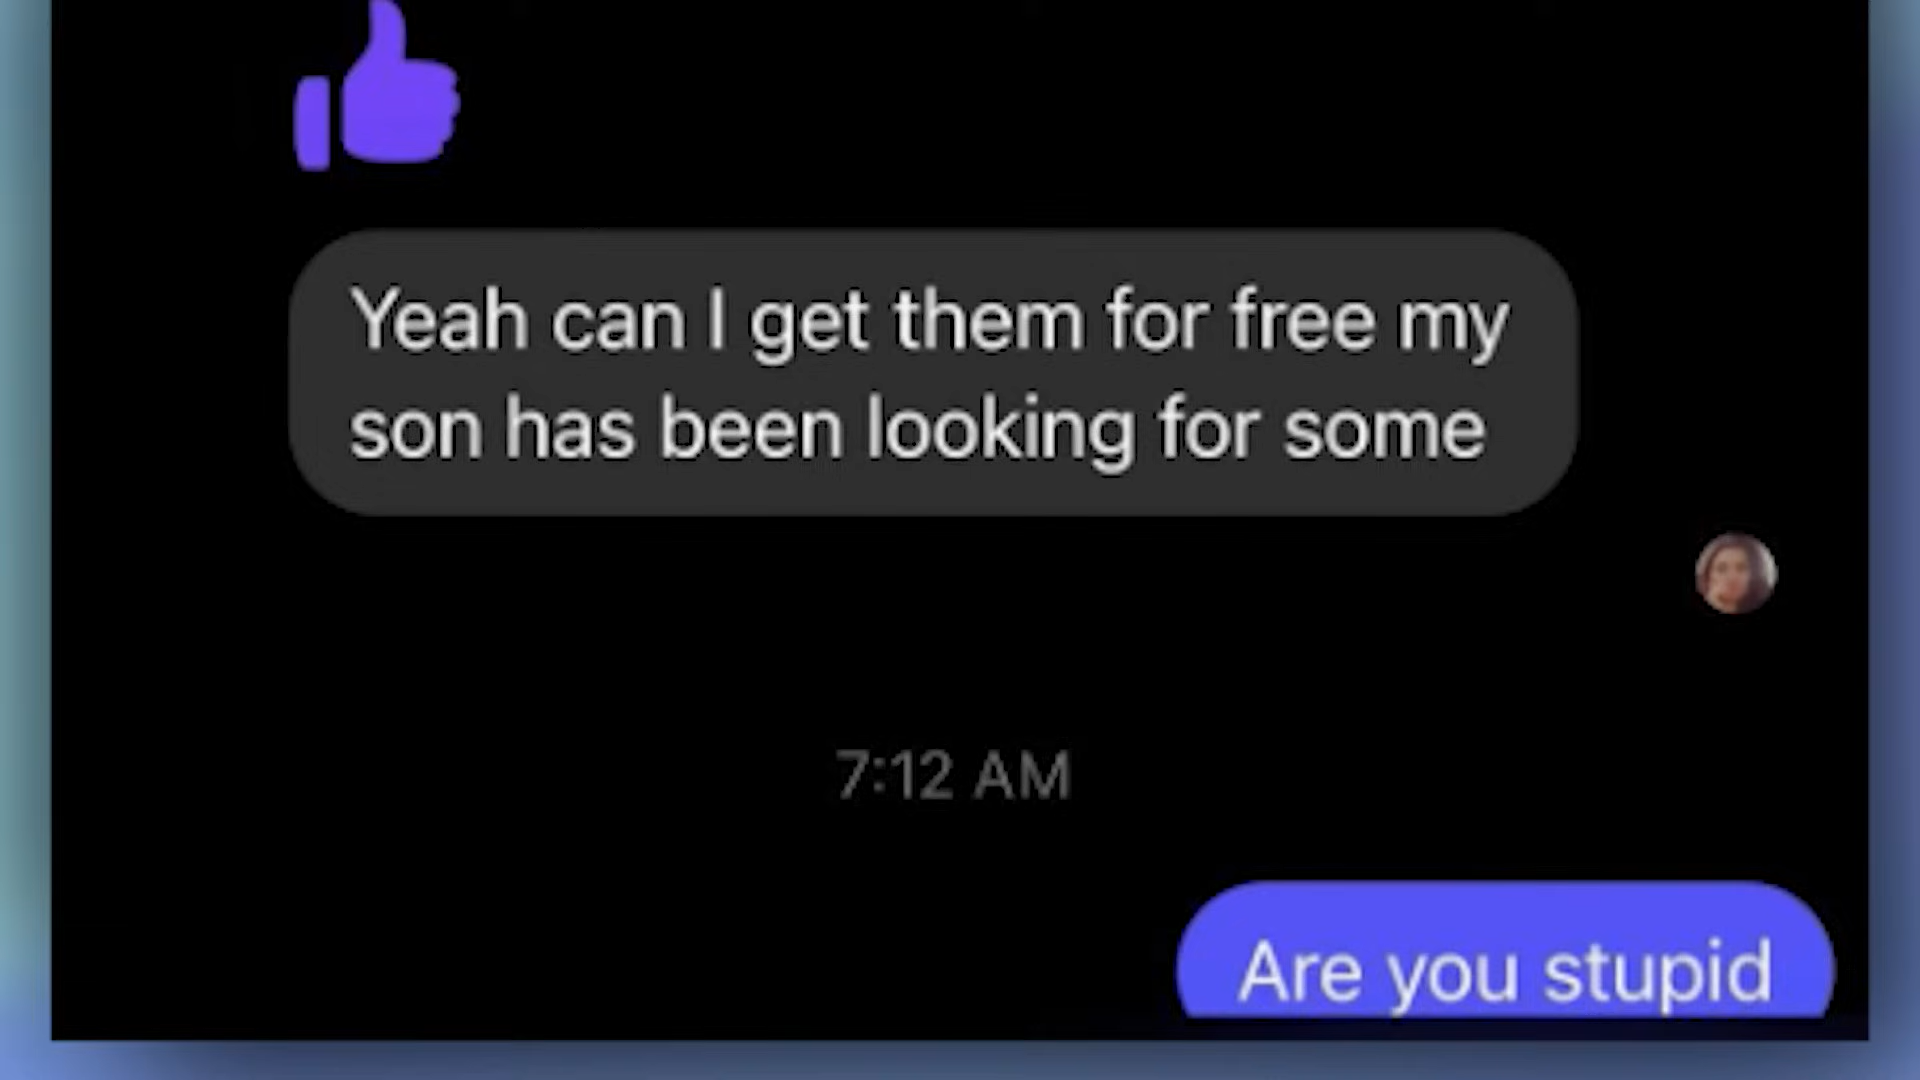 Yeah can I get them for free my
son has been looking for some
7:12 AM
Are you stupid